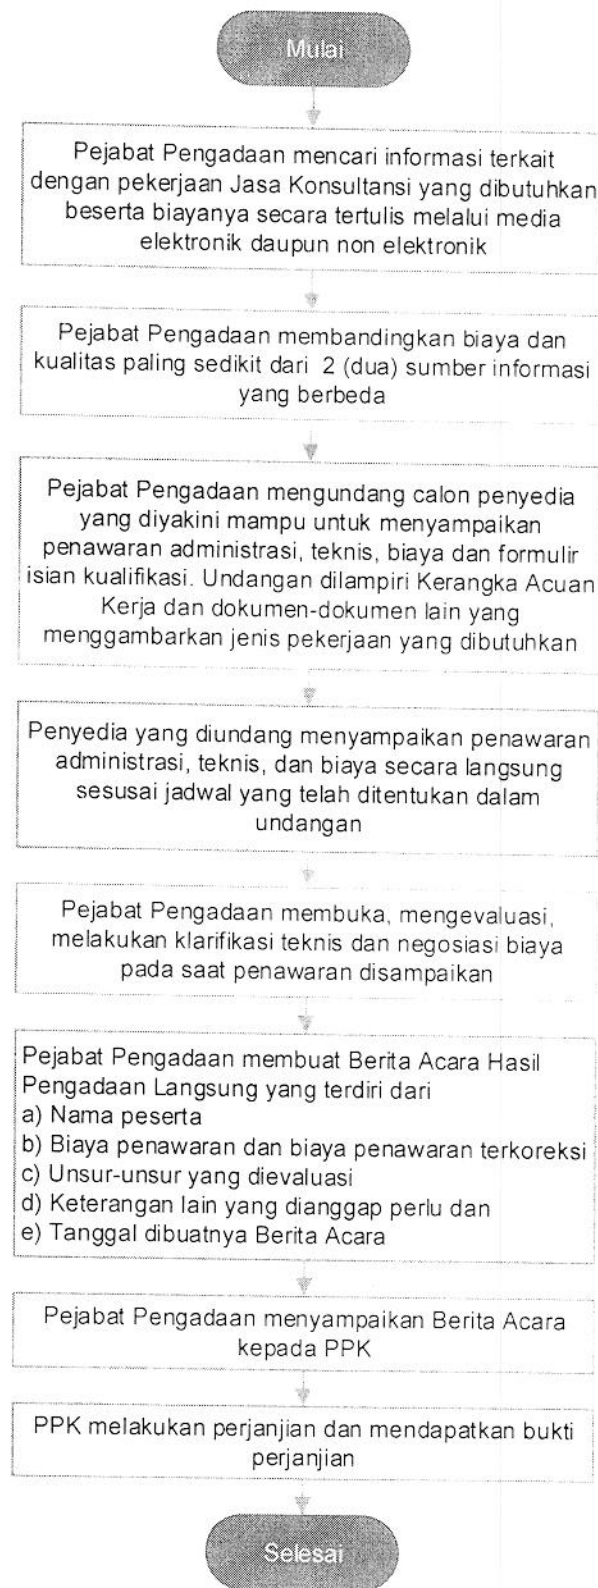 Mulai
Pejabat Pengadaan mencari informasi terkait
dengan pekerjaan Jasa Konsultansi yang dibutuhkan
beserta biayanya secara tertulis melalui media
elektronik daupun non elektronik
Pejabat Pengadaan membandingkan biaya dan
kualitas paling sedikit dari 2 (dua) sumber informasi
yang berbeda
Pejabat Pengadaan mengundang calon penyedia
yang diyakini mampu untuk menyampaikan
penawaran administrasi, teknis, biaya dan formulir
isian kualifikasi. Undangan dilampiri Kerangka Acuan
Kerja dan dokumen-dokumen lain yang
menggambarkan jenis pekerjaan yang dibutuhkan
Penyedia yang diundang menyampaikan penawaran
administrasi, teknis, dan biaya secara langsung
sesusai jadwal yang telah ditentukan dalam
undangan
Pejabat Pengadaan membuka, mengevaluasi,
melakukan klarifikasi teknis dan negosiasi biaya
pada saat penawaran disampaikan
Pejabat Pengadaan membuat Berita Acara Hasil
Pengadaan Langsung yang terdiri dari
a) Nama peserta
b) Biaya penawaran dan biaya penawaran terkoreksi
c) Unsur-unsur yang dievaluasi
d) Keterangan lain yang dianggap perlu dan
e) Tanggal dibuatnya Berita Acara
Pejabat Pengadaan menyampaikan Berita Acara
kepada PPK
PPK melakukan perjanjian dan mendapatkan bukti
perjanjian
Selesai